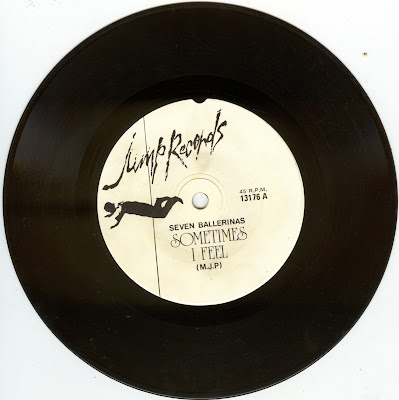 Jump Records
45 R.P.M.
13176 A
SEVEN BALLERINAS
SOMETIMES
I FEEL
(M.J.P)